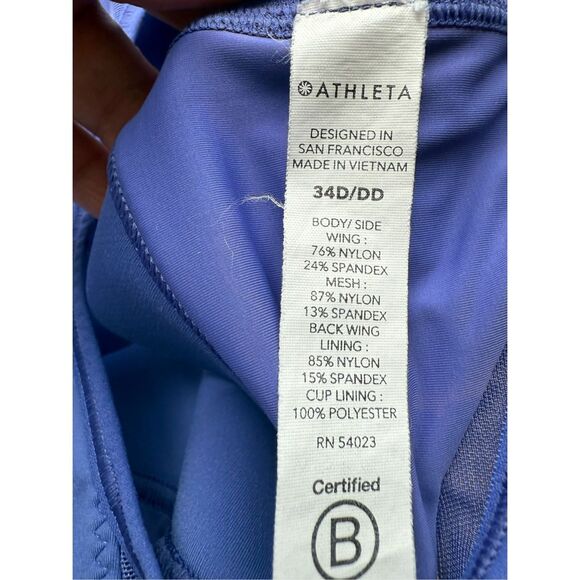 ATHLETA
DESIGNED IN
SAN FRANCISCO
MADE IN VIETNAM
34D/DD
BODY/ SIDE
WING :
76% NYLON
24% SPANDEX
MESH :
87% NYLON
13% SPANDEX
BACK WING
LINING :
85% NYLON
15% SPANDEX
CUP LINING :
100% POLYESTER
RN 54023
Certified
B